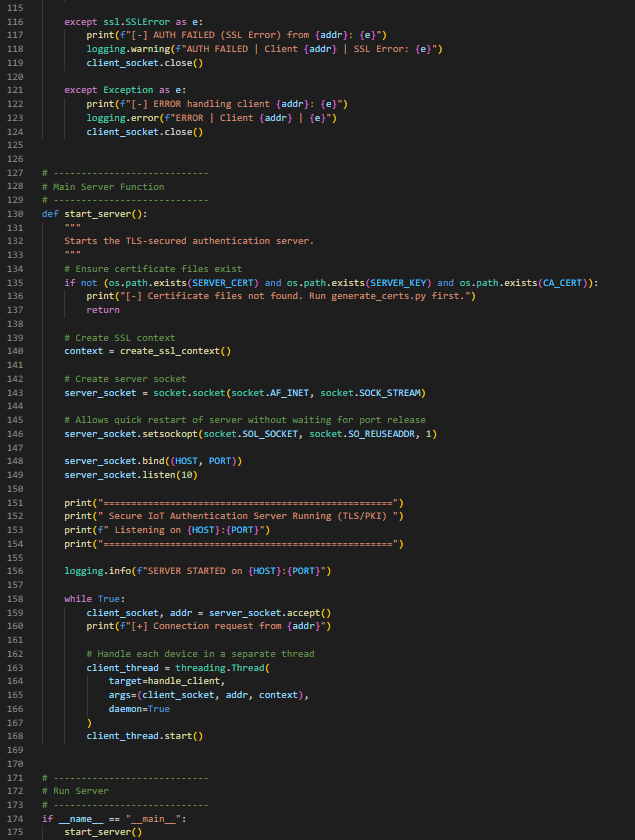 115
116     except ssl.SSLError as e:
117         print(f"[-] AUTH FAILED (SSL Error) from {addr}: {e}")
118         logging.warning(f"AUTH FAILED | Client {addr} | SSL Error: {e}")
119         client_socket.close()
120
121     except Exception as e:
122         print(f"[-] ERROR handling client {addr}: {e}")
123         logging.error(f"ERROR | Client {addr} | {e}")
124         client_socket.close()
125
126
127 # ----------------------------
128 # Main Server Function
129 # ----------------------------
130 def start_server():
131     """
132     Starts the TLS-secured authentication server.
133     """
134     # Ensure certificate files exist
135     if not (os.path.exists(SERVER_CERT) and os.path.exists(SERVER_KEY) and os.path.exists(CA_CERT)):
136         print("[-] Certificate files not found. Run generate_certs.py first.")
137         return
138
139     # Create SSL context
140     context = create_ssl_context()
141
142     # Create server socket
143     server_socket = socket.socket(socket.AF_INET, socket.SOCK_STREAM)
144
145     # Allows quick restart of server without waiting for port release
146     server_socket.setsockopt(socket.SOL_SOCKET, socket.SO_REUSEADDR, 1)
147
148     server_socket.bind((HOST, PORT))
149     server_socket.listen(10)
150
151     print("====================================================")
152     print(" Secure IoT Authentication Server Running (TLS/PKI) ")
153     print(f" Listening on {HOST}:{PORT}")
154     print("====================================================")
155
156     logging.info(f"SERVER STARTED on {HOST}:{PORT}")
157
158     while True:
159         client_socket, addr = server_socket.accept()
160         print(f"[+] Connection request from {addr}")
161
162         # Handle each device in a separate thread
163         client_thread = threading.Thread(
164             target=handle_client,
165             args=(client_socket, addr, context),
166             daemon=True
167         )
168         client_thread.start()
169
170
171 # ----------------------------
172 # Run Server
173 # ----------------------------
174 if __name__ == "__main__":
175     start_server()